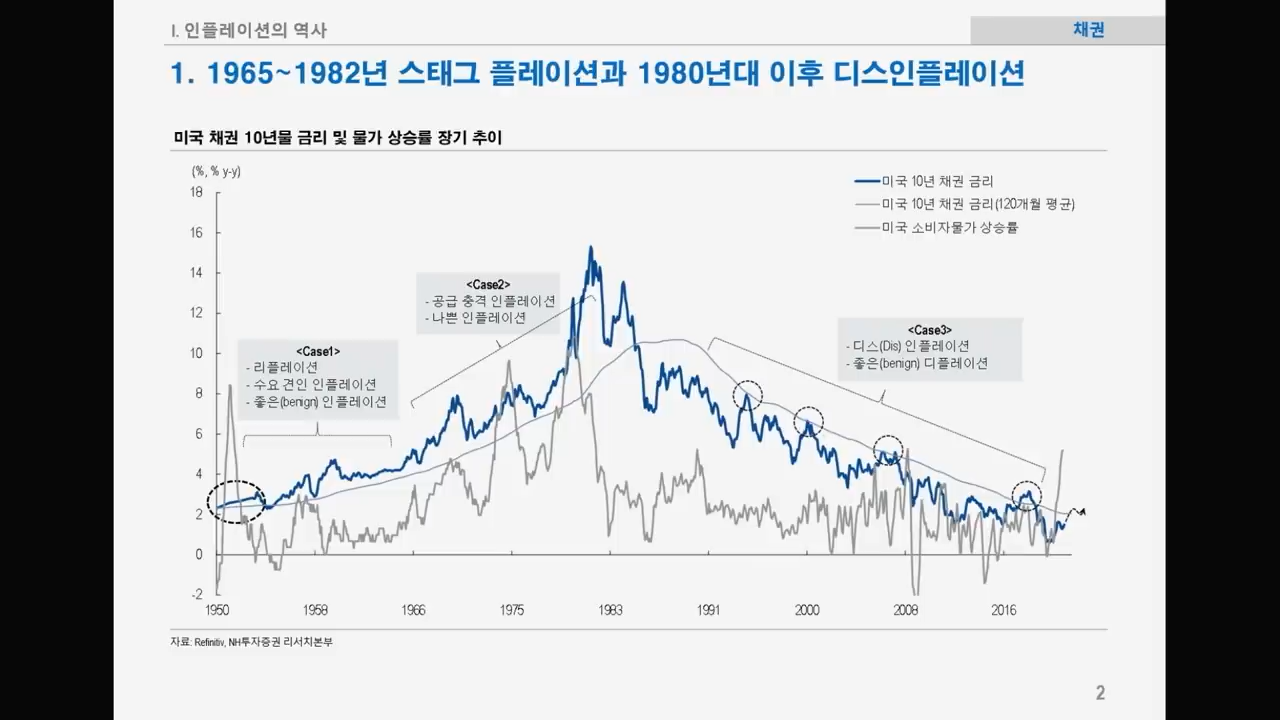 I. 인플레이션의 역사
채권
1. 1965~1982년 스태그 플레이션과 1980년대 이후 디스인플레이션
미국 채권 10년물 금리 및 물가 상승률 장기 추이
(%, % y-y)
미국 10년 채권 금리
미국 10년 채권 금리(120개월 평균)
미국 소비자물가 상승률
18
16
14
12
10
8
6
4
2
0
-2
<Case1>
- 리플레이션
- 수요 견인 인플레이션
- 좋은(benign) 인플레이션
<Case2>
- 공급 충격 인플레이션
- 나쁜 인플레이션
<Case3>
- 디스(Dis) 인플레이션
- 좋은(benign) 디플레이션
1950 1958 1966 1975 1983 1991 2000 2008 2016
자료: Refinitiv, NH투자증권 리서치본부
2